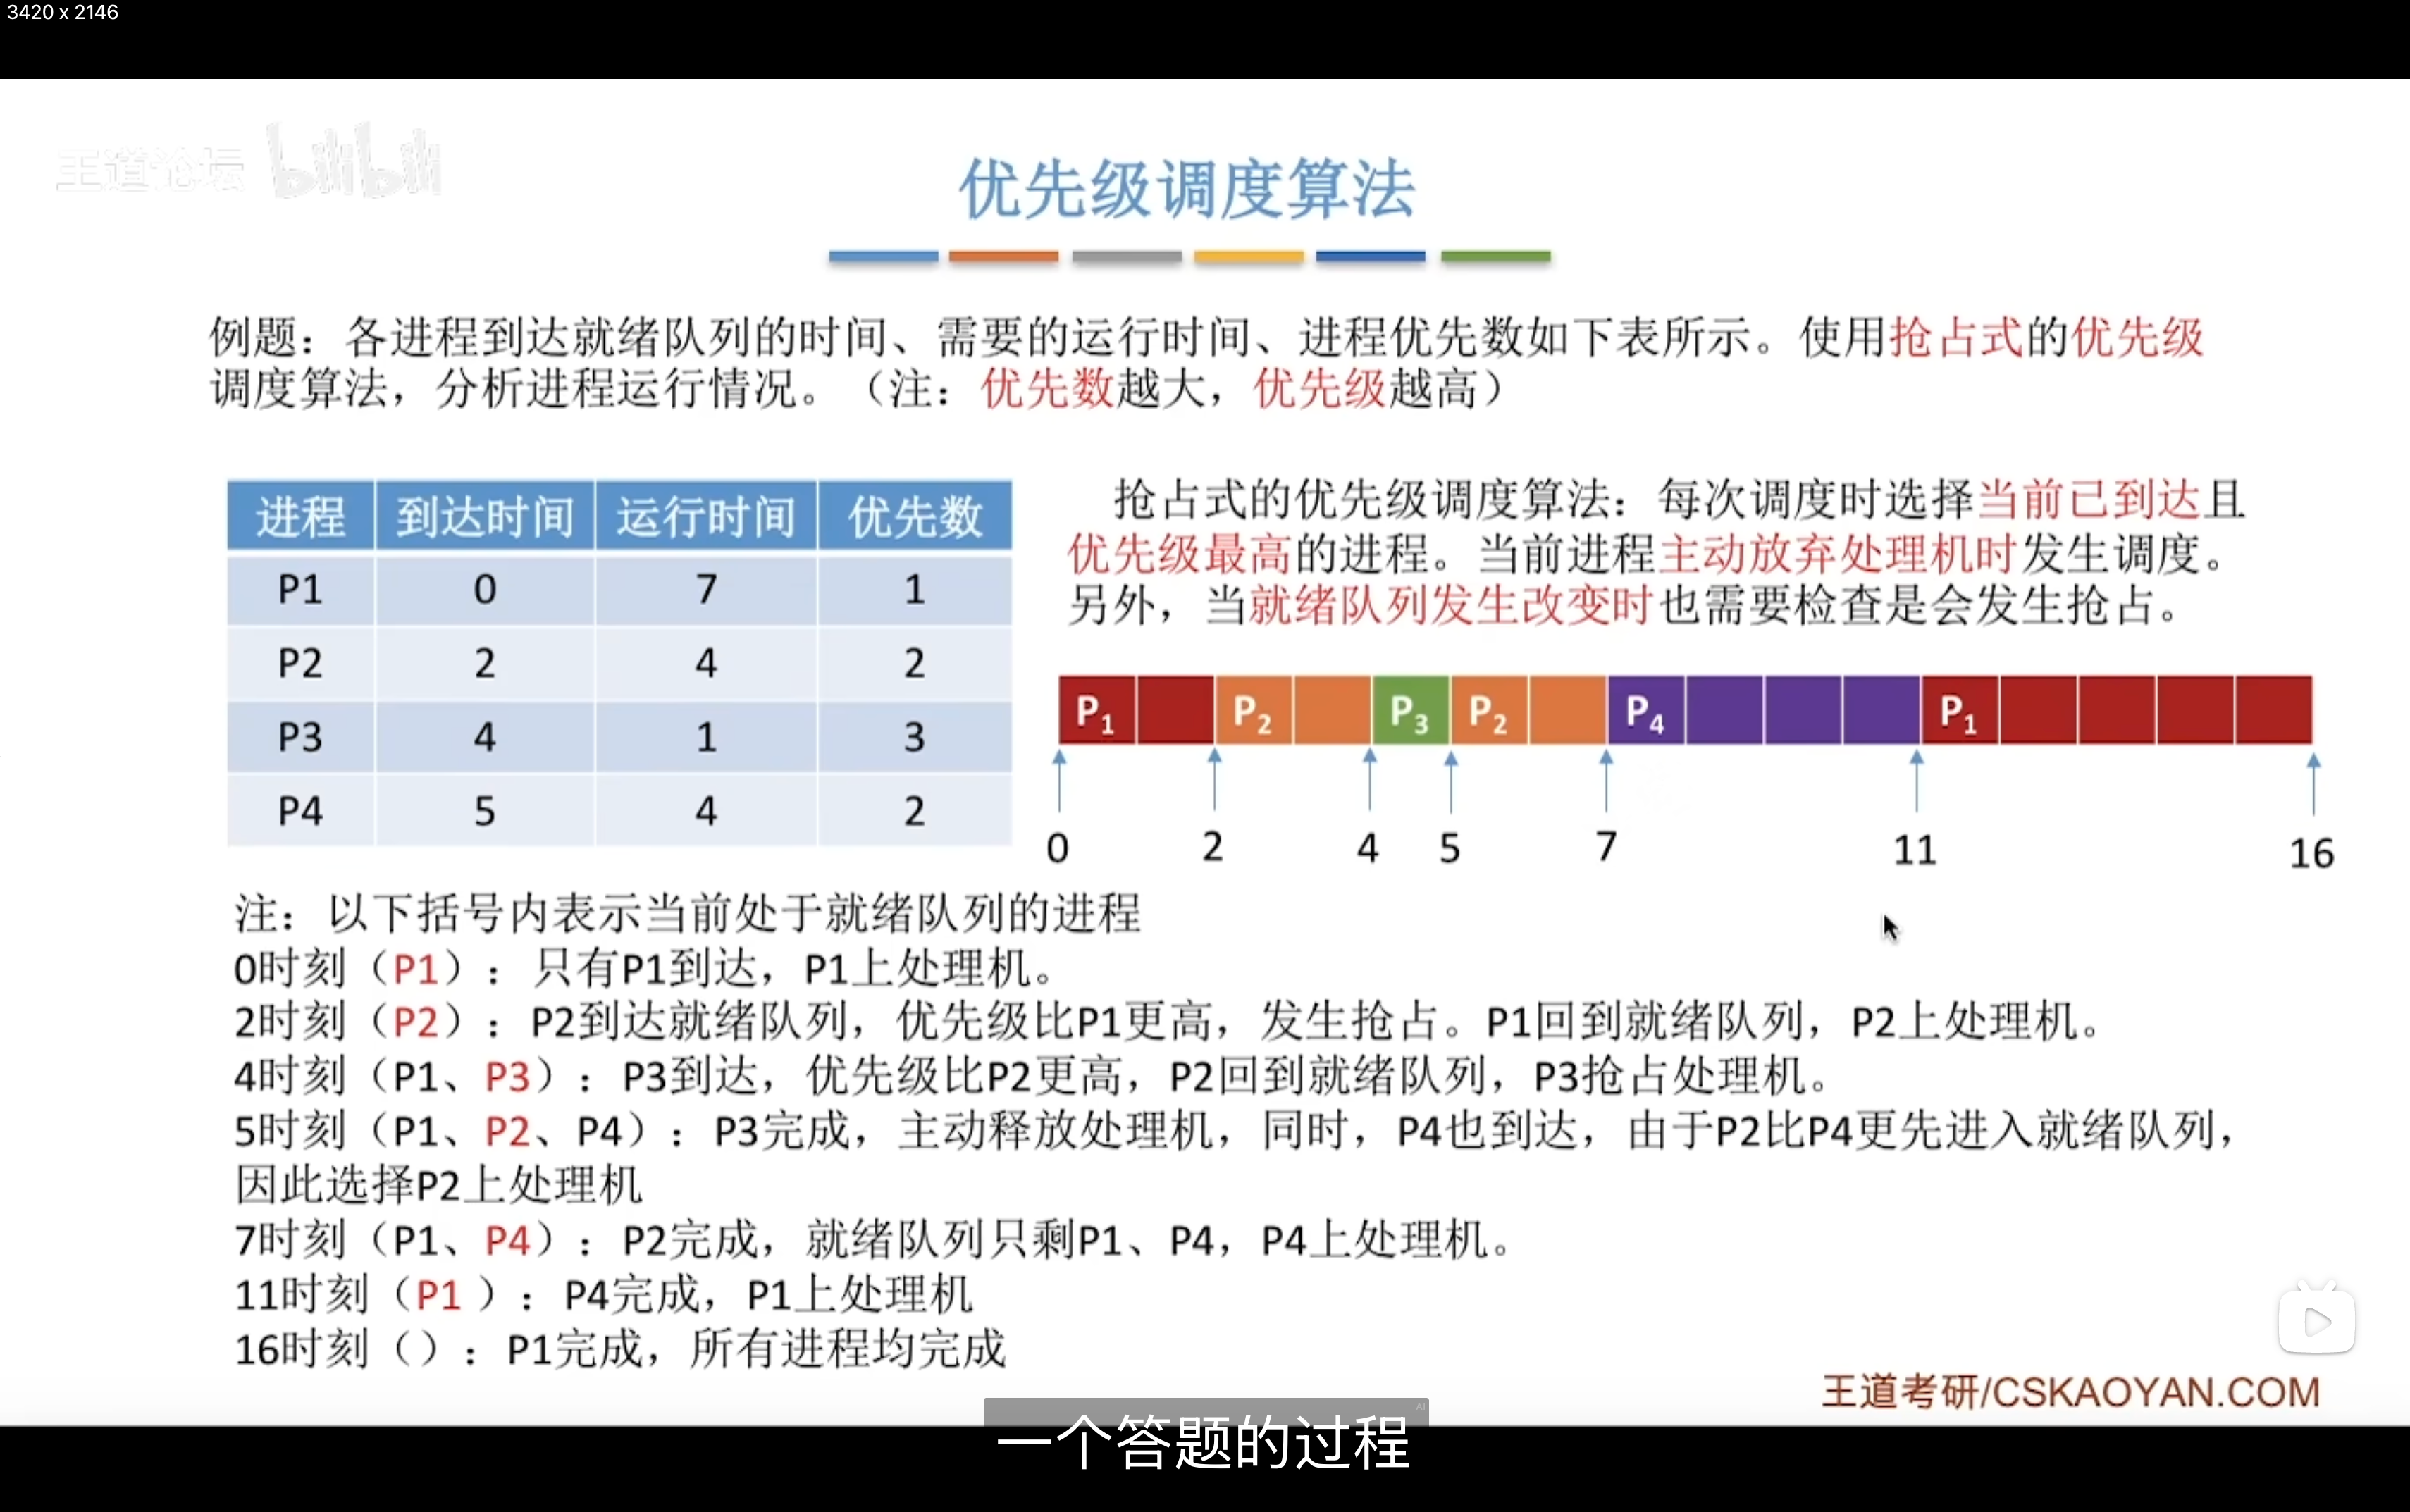 3420 x 2146
王道论坛 bilibili
优先级调度算法
例题：各进程到达就绪队列的时间、需要的运行时间、进程优先数如下表所示。使用抢占式的优先级
调度算法，分析进程运行情况。（注：优先数越大，优先级越高）
进程 到达时间 运行时间 优先数
P1 0 7 1
P2 2 4 2
P3 4 1 3
P4 5 4 2
抢占式的优先级调度算法：每次调度时选择当前已到达且
优先级最高的进程。当前进程主动放弃处理机时发生调度。
另外，当就绪队列发生改变时也需要检查是会发生抢占。
P1 P2 P3 P2 P4 P1
0 2 4 5 7 11 16
注：以下括号内表示当前处于就绪队列的进程
0时刻（P1）：只有P1到达，P1上处理机。
2时刻（P2）：P2到达就绪队列，优先级比P1更高，发生抢占。P1回到就绪队列，P2上处理机。
4时刻（P1、P3）：P3到达，优先级比P2更高，P2回到就绪队列，P3抢占处理机。
5时刻（P1、P2、P4）：P3完成，主动释放处理机，同时，P4也到达，由于P2比P4更先进入就绪队列，
因此选择P2上处理机
7时刻（P1、P4）：P2完成，就绪队列只剩P1、P4，P4上处理机。
11时刻（P1 ）：P4完成，P1上处理机
16时刻（）：P1完成，所有进程均完成
王道考研/CSKAOYAN.COM
AI
一个答题的过程